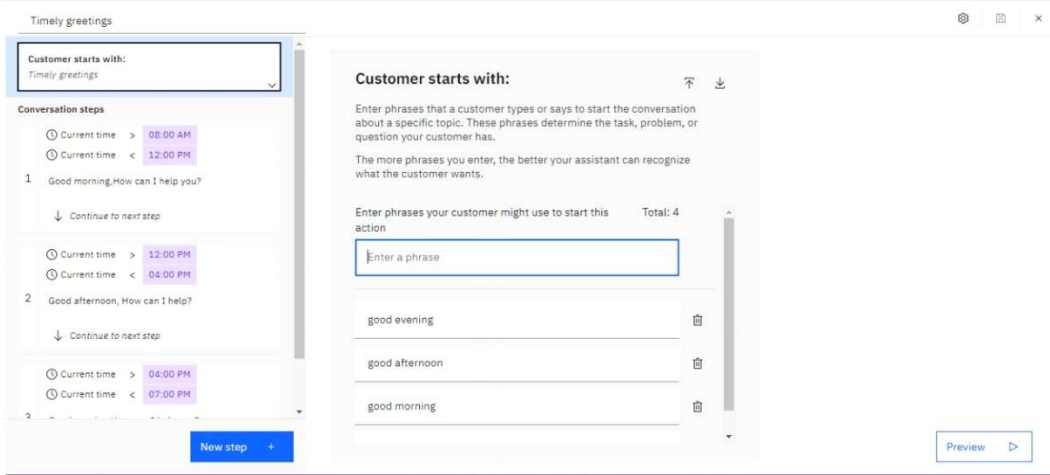 Timely greetings
Customer starts with:
Timely greetings
Conversation steps
Current time > 08:00 AM
Current time < 12:00 PM
1 Good morning,How can I help you?
Continue to next step
Current time > 12:00 PM
Current time < 04:00 PM
2 Good afternoon, How can I help?
Continue to next step
Current time > 04:00 PM
Current time < 07:00 PM
3
New step +
Customer starts with:
Enter phrases that a customer types or says to start the conversation
about a specific topic. These phrases determine the task, problem, or
question your customer has.
The more phrases you enter, the better your assistant can recognize
what the customer wants.
Enter phrases your customer might use to start this Total: 4
action
Enter a phrase
good evening
good afternoon
good morning
Preview